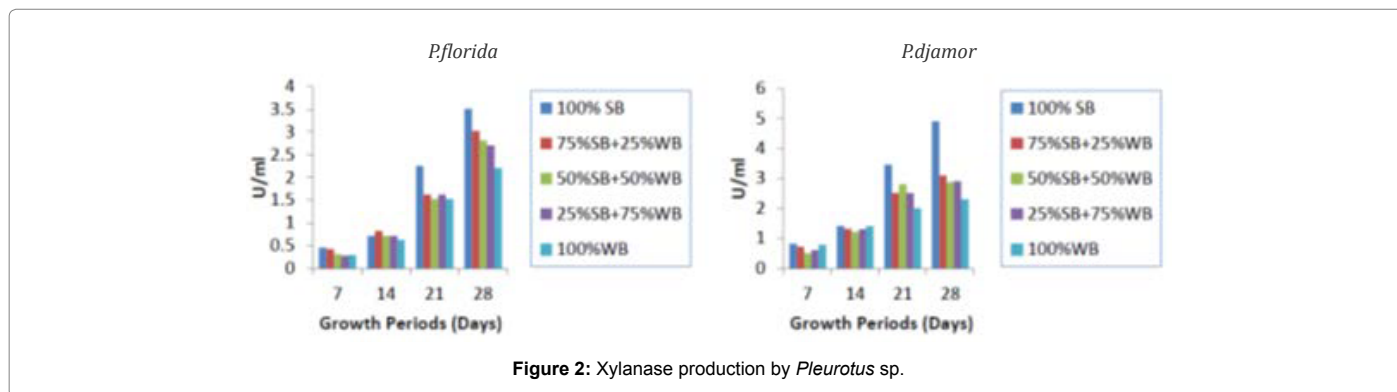 P.florida
4
3.5
3
2.5
2
1.5
1
0.5
0
U/ml
7 14 21 28
Growth Periods (Days)
100% SB
75%SB+25%WB
50%SB+50%WB
25%SB+75%WB
100%WB
P.djamor
6
5
4
3
2
1
0
U/ml
7 14 21 28
Growth Periods (Days)
100% SB
75%SB+25%WB
50%SB+50%WB
25%SB+75%WB
100%WB
Figure 2: Xylanase production by Pleurotus sp.